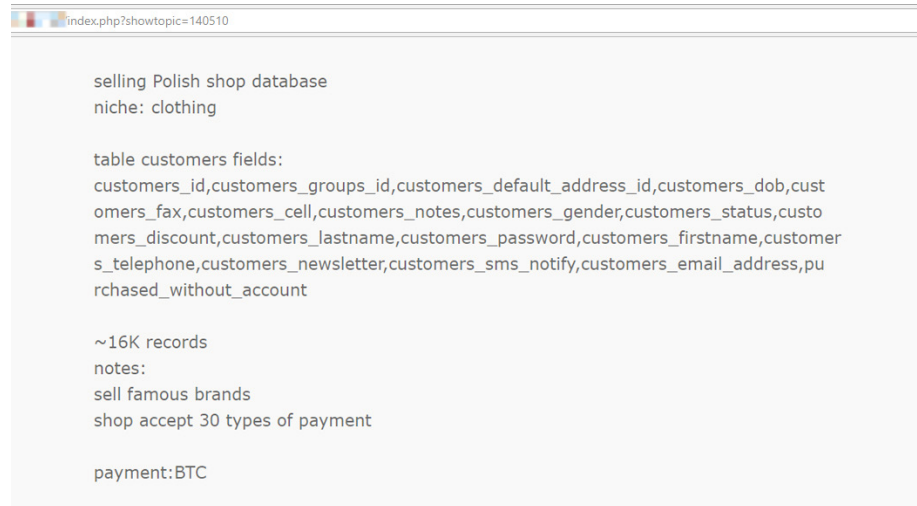 index.php?showtopic=140510
selling Polish shop database
niche: clothing
table customers fields:
customers_id,customers_groups_id,customers_default_address_id,customers_dob,cust
omers_fax,customers_cell,customers_notes,customers_gender,customers_status,custo
mers_discount,customers_lastname,customers_password,customers_firstname,customer
s_telephone,customers_newsletter,customers_sms_notify,customers_email_address,pu
rchased_without_account
~16K records
notes:
sell famous brands
shop accept 30 types of payment
payment:BTC